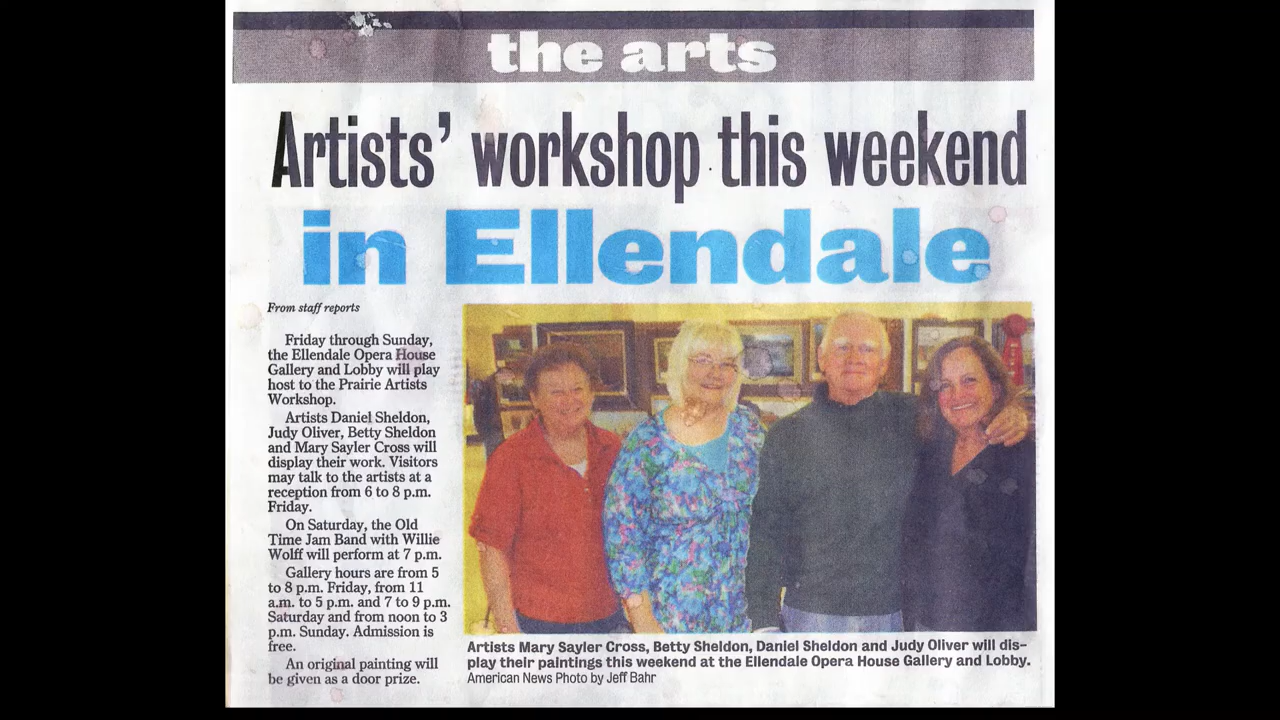 the arts
Artists’ workshop this weekend
in Ellendale
From staff reports
Friday through Sunday,
the Ellendale Opera House
Gallery and Lobby will play
host to the Prairie Artists
Workshop.
Artists Daniel Sheldon,
Judy Oliver, Betty Sheldon
and Mary Sayler Cross will
display their work. Visitors
may talk to the artists at a
reception from 6 to 8 p.m.
Friday.
On Saturday, the Old
Time Jam Band with Willie
Wolff will perform at 7 p.m.
Gallery hours are from 5
to 8 p.m. Friday, from 11
a.m. to 5 p.m. and 7 to 9 p.m.
Saturday and from noon to 3
p.m. Sunday. Admission is
free.
An original painting will
be given as a door prize.
Artists Mary Sayler Cross, Betty Sheldon, Daniel Sheldon and Judy Oliver will dis-
play their paintings this weekend at the Ellendale Opera House Gallery and Lobby.
American News Photo by Jeff Bahr